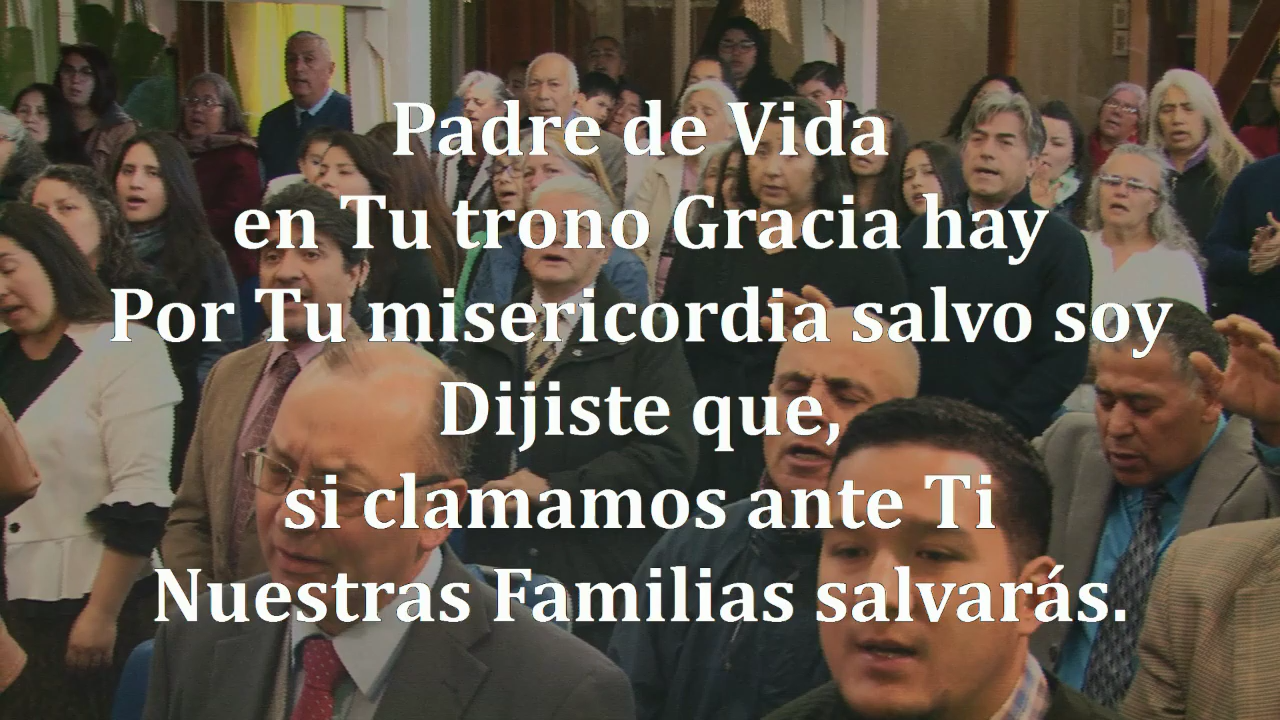 Padre de Vida
en Tu trono Gracia hay
Por Tu misericordia salvo soy
Dijiste que,
si clamamos ante Ti
Nuestras Familias salvarás.